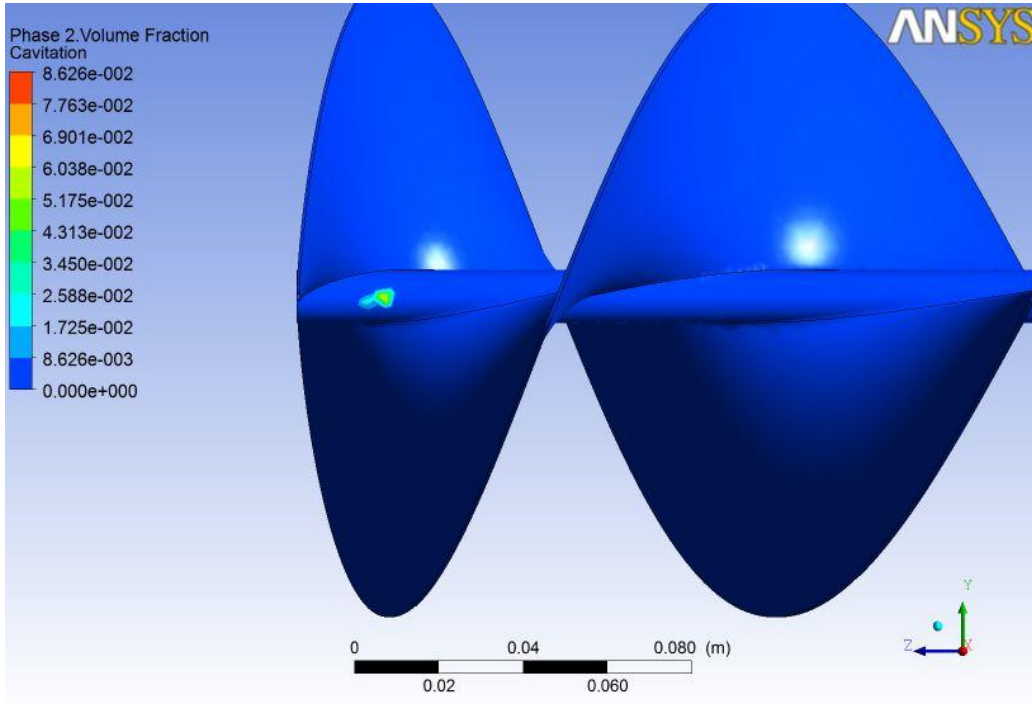 Phase 2.Volume Fraction
Cavitation
8.626e-002
7.763e-002
6.901e-002
6.038e-002
5.175e-002
4.313e-002
3.450e-002
2.588e-002
1.725e-002
8.626e-003
0.000e+000
ANSYS
Y
Z X
0 0.04 0.080 (m)
0.02 0.060